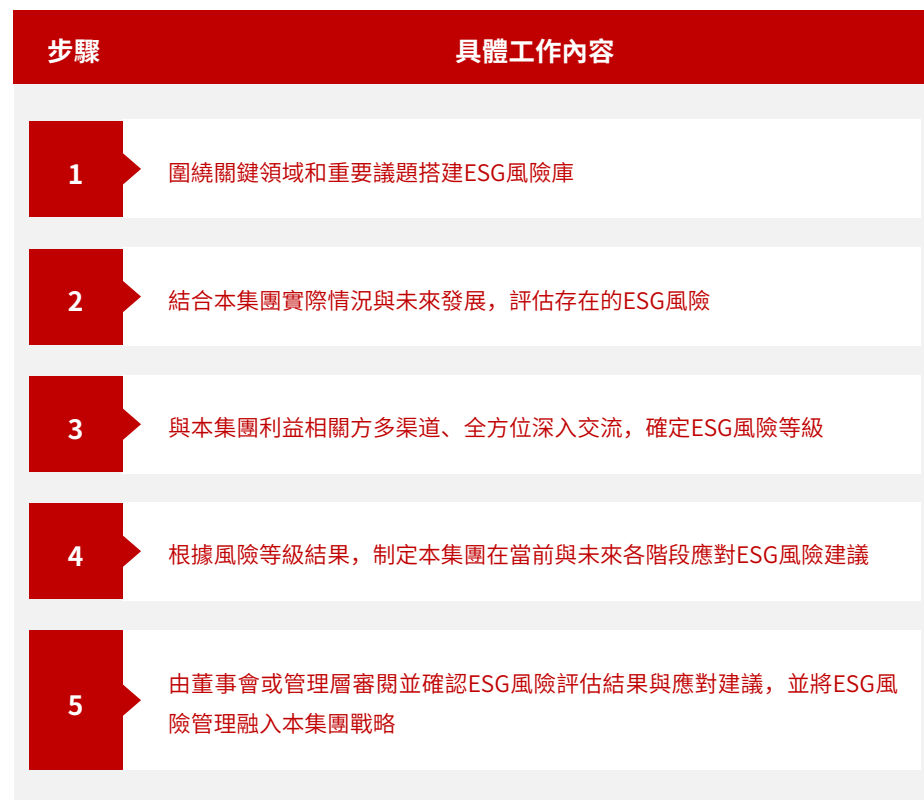 步驟 具體工作內容
1 圍繞關鍵領域和重要議題搭建ESG風險庫
2 結合本集團實際情況與未來發展，評估存在的ESG風險
3 與本集團利益相關方多渠道、全方位深入交流，確定ESG風險等級
4 根據風險等級結果，制定本集團在當前與未來各階段應對ESG風險建議
5 由董事會或管理層審閱並確認ESG風險評估結果與應對建議，並將ESG風
險管理融入本集團戰略